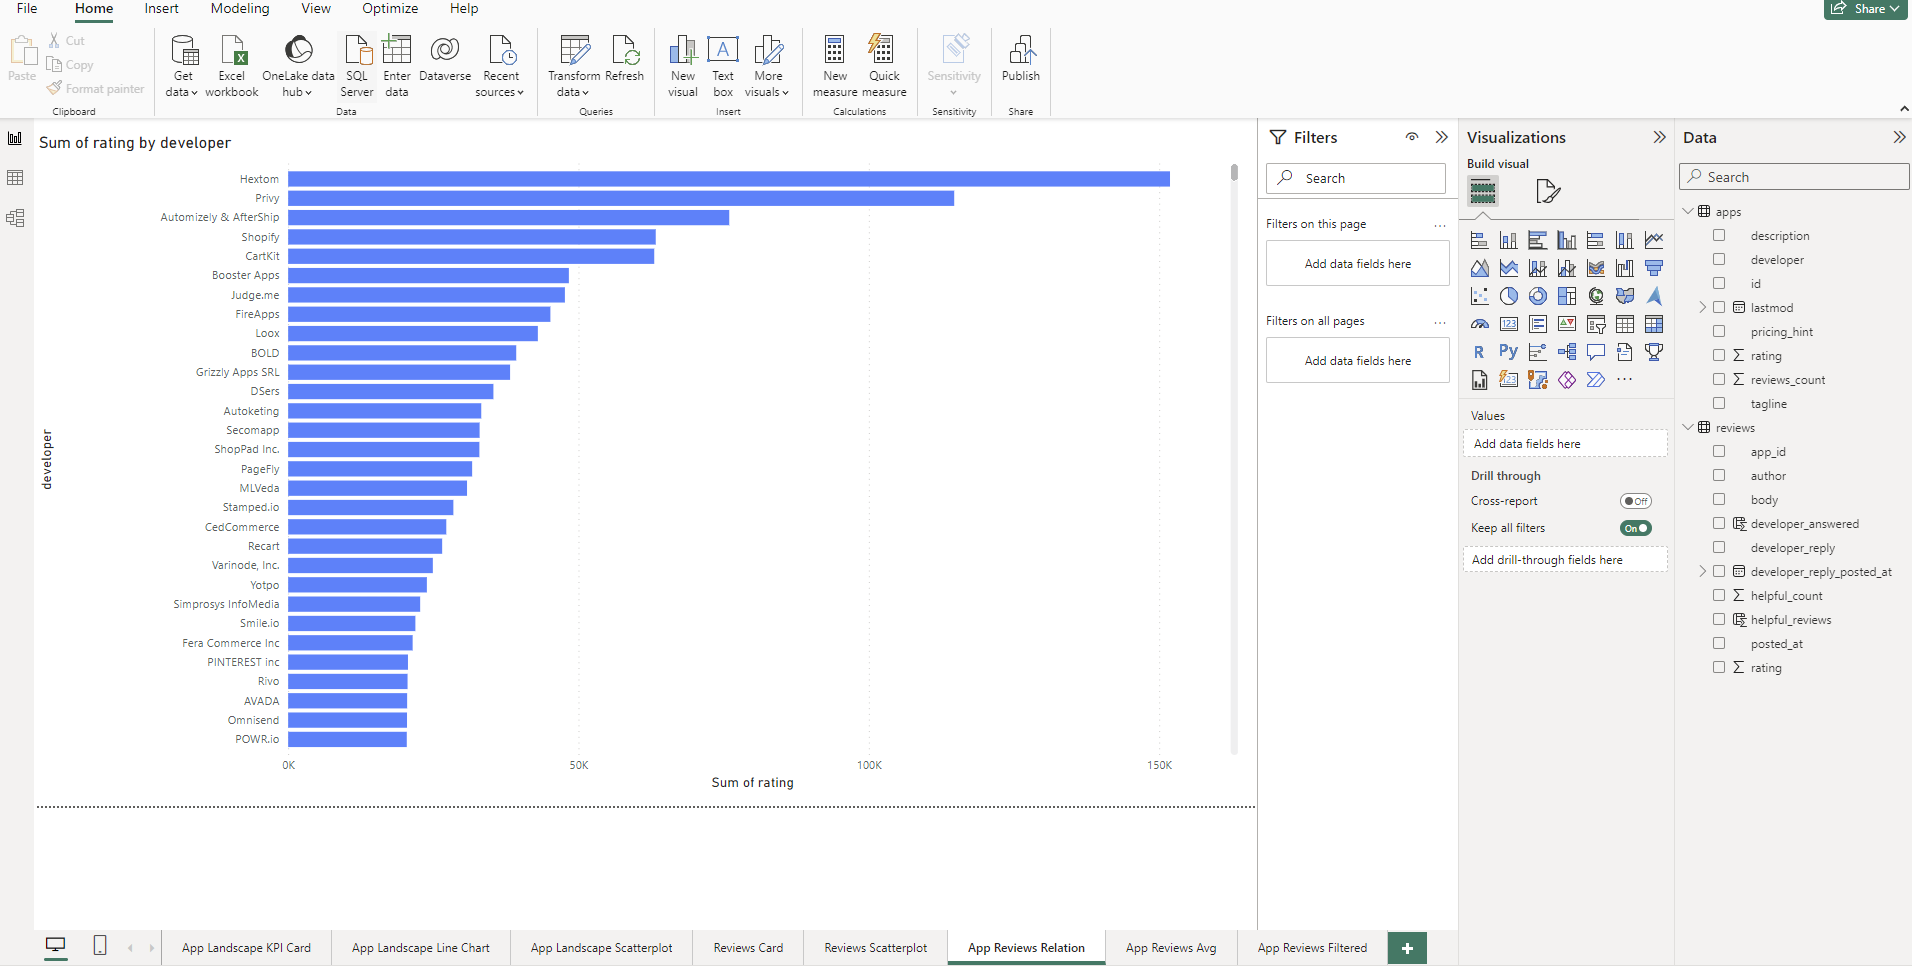 File Home Insert Modeling View Optimize Help
Share
Paste
Cut
Copy
Format painter
Clipboard
Get data
Excel workbook
OneLake data hub
SQL Server
Enter data
Dataverse
Recent sources
Data
Transform data
Refresh
Queries
New visual
Text box
More visuals
Insert
New measure
Quick measure
Calculations
Sensitivity
Sensitivity
Publish
Share
Sum of rating by developer
developer
Hextom
Privy
Automizely & AfterShip
Shopify
CartKit
Booster Apps
Judge.me
FireApps
Loox
BOLD
Grizzly Apps SRL
DSers
Autoketing
Secomapp
ShopPad Inc.
PageFly
MLVeda
Stamped.io
CedCommerce
Recart
Varinode, Inc.
Yotpo
Simprosys InfoMedia
Smile.io
Fera Commerce Inc
PINTEREST inc
Rivo
AVADA
Omnisend
POWR.io
0K 50K 100K 150K
Sum of rating
Filters
Search
Filters on this page
Add data fields here
Filters on all pages
Add data fields here
Visualizations
Build visual
123
R Py
123
Values
Add data fields here
Drill through
Cross-report Off
Keep all filters On
Add drill-through fields here
Data
Search
apps
description
developer
id
lastmod
pricing_hint
rating
reviews_count
tagline
reviews
app_id
author
body
developer_answered
developer_reply
developer_reply_posted_at
helpful_count
helpful_reviews
posted_at
rating
App Landscape KPI Card App Landscape Line Chart App Landscape Scatterplot Reviews Card Reviews Scatterplot App Reviews Relation App Reviews Avg App Reviews Filtered